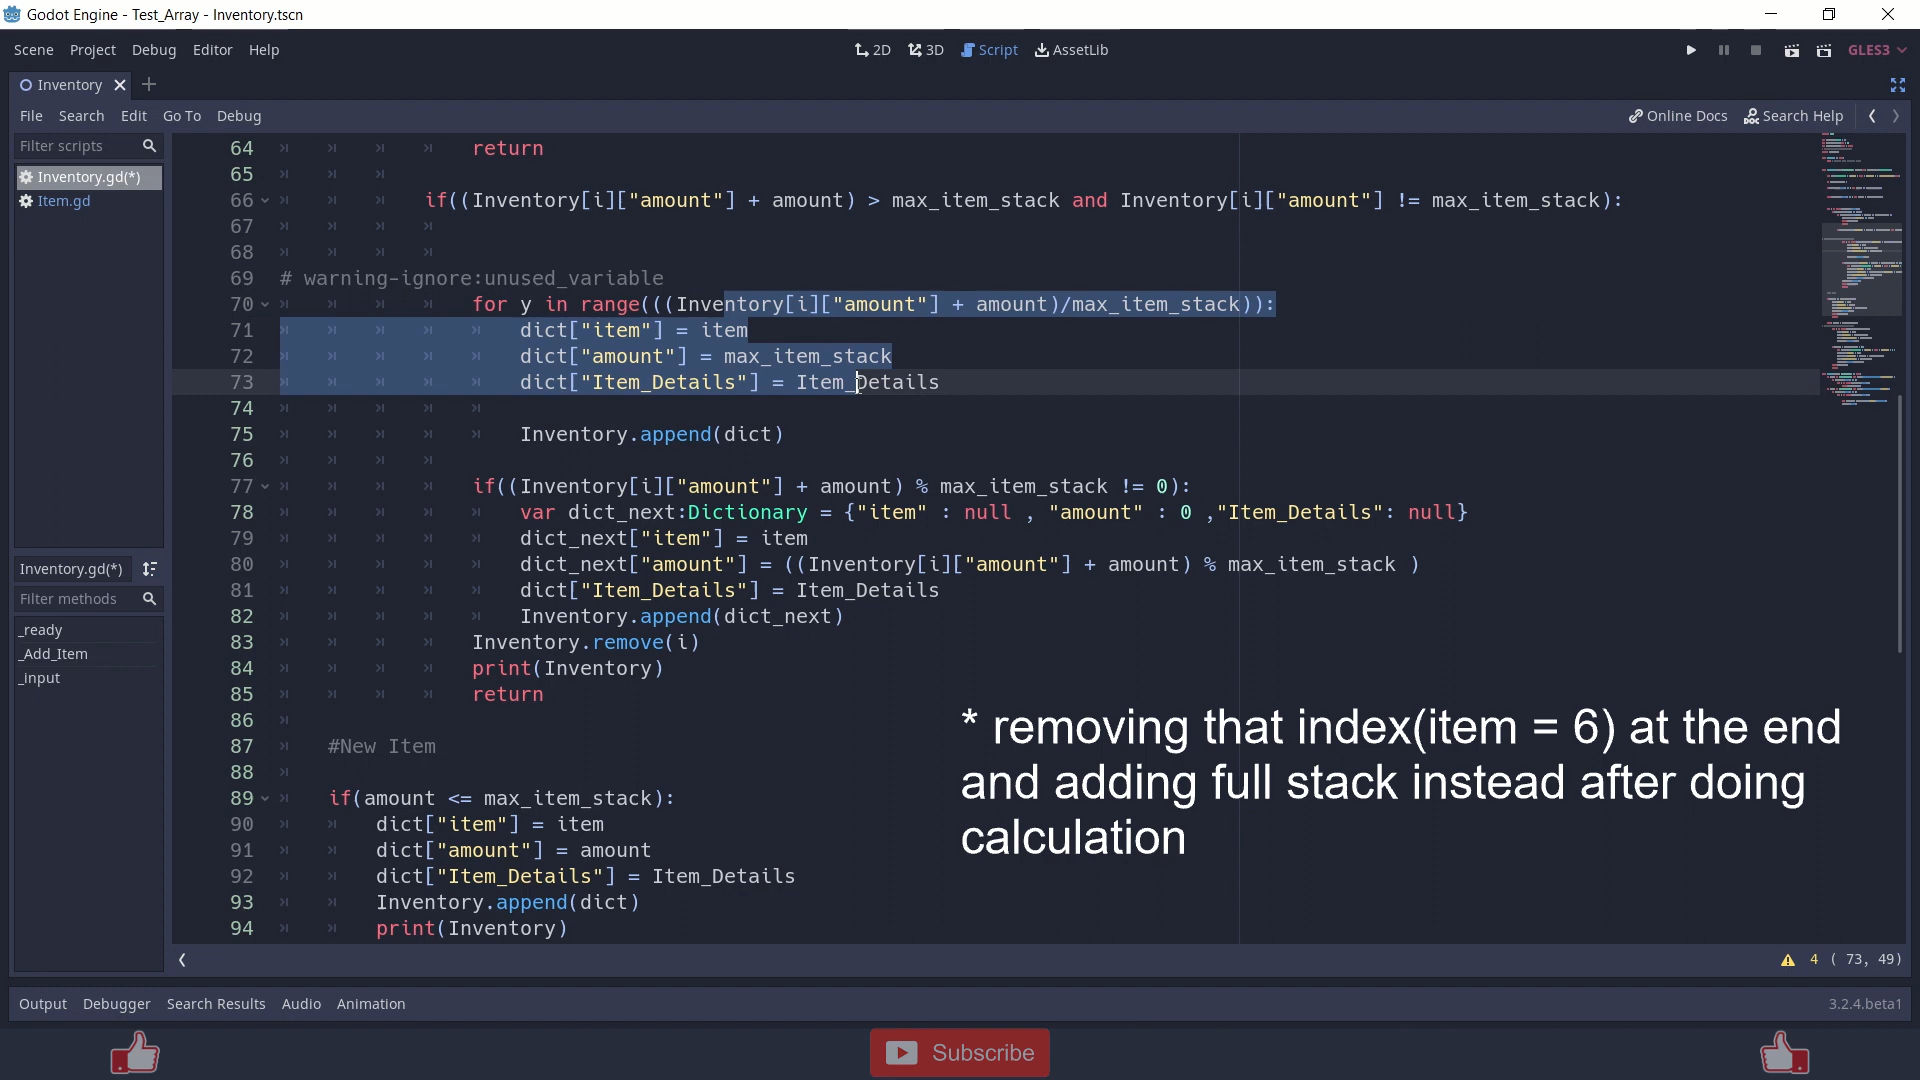 Godot Engine - Test_Array - Inventory.tscn
Scene Project Debug Editor Help 2D 3D Script AssetLib GLES3
Inventory
File Search Edit Go To Debug Online Docs Search Help
Filter scripts
Inventory.gd(*)
Item.gd
Inventory.gd(*)
Filter methods
_ready
_Add_Item
_input
64 return
65
66 if((Inventory[i]["amount"] + amount) > max_item_stack and Inventory[i]["amount"] != max_item_stack):
67
68
69 # warning-ignore:unused_variable
70 for y in range(((Inventory[i]["amount"] + amount)/max_item_stack)):
71 dict["item"] = item
72 dict["amount"] = max_item_stack
73 dict["Item_Details"] = Item_Details
74
75 Inventory.append(dict)
76
77 if((Inventory[i]["amount"] + amount) % max_item_stack != 0):
78 var dict_next:Dictionary = {"item" : null , "amount" : 0 ,"Item_Details": null}
79 dict_next["item"] = item
80 dict_next["amount"] = ((Inventory[i]["amount"] + amount) % max_item_stack )
81 dict["Item_Details"] = Item_Details
82 Inventory.append(dict_next)
83 Inventory.remove(i)
84 print(Inventory)
85 return
86
87 #New Item
88
89 if(amount <= max_item_stack):
90 dict["item"] = item
91 dict["amount"] = amount
92 dict["Item_Details"] = Item_Details
93 Inventory.append(dict)
94 print(Inventory)
* removing that index(item = 6) at the end
and adding full stack instead after doing
calculation
4 ( 73, 49)
Output Debugger Search Results Audio Animation 3.2.4.beta1
Subscribe